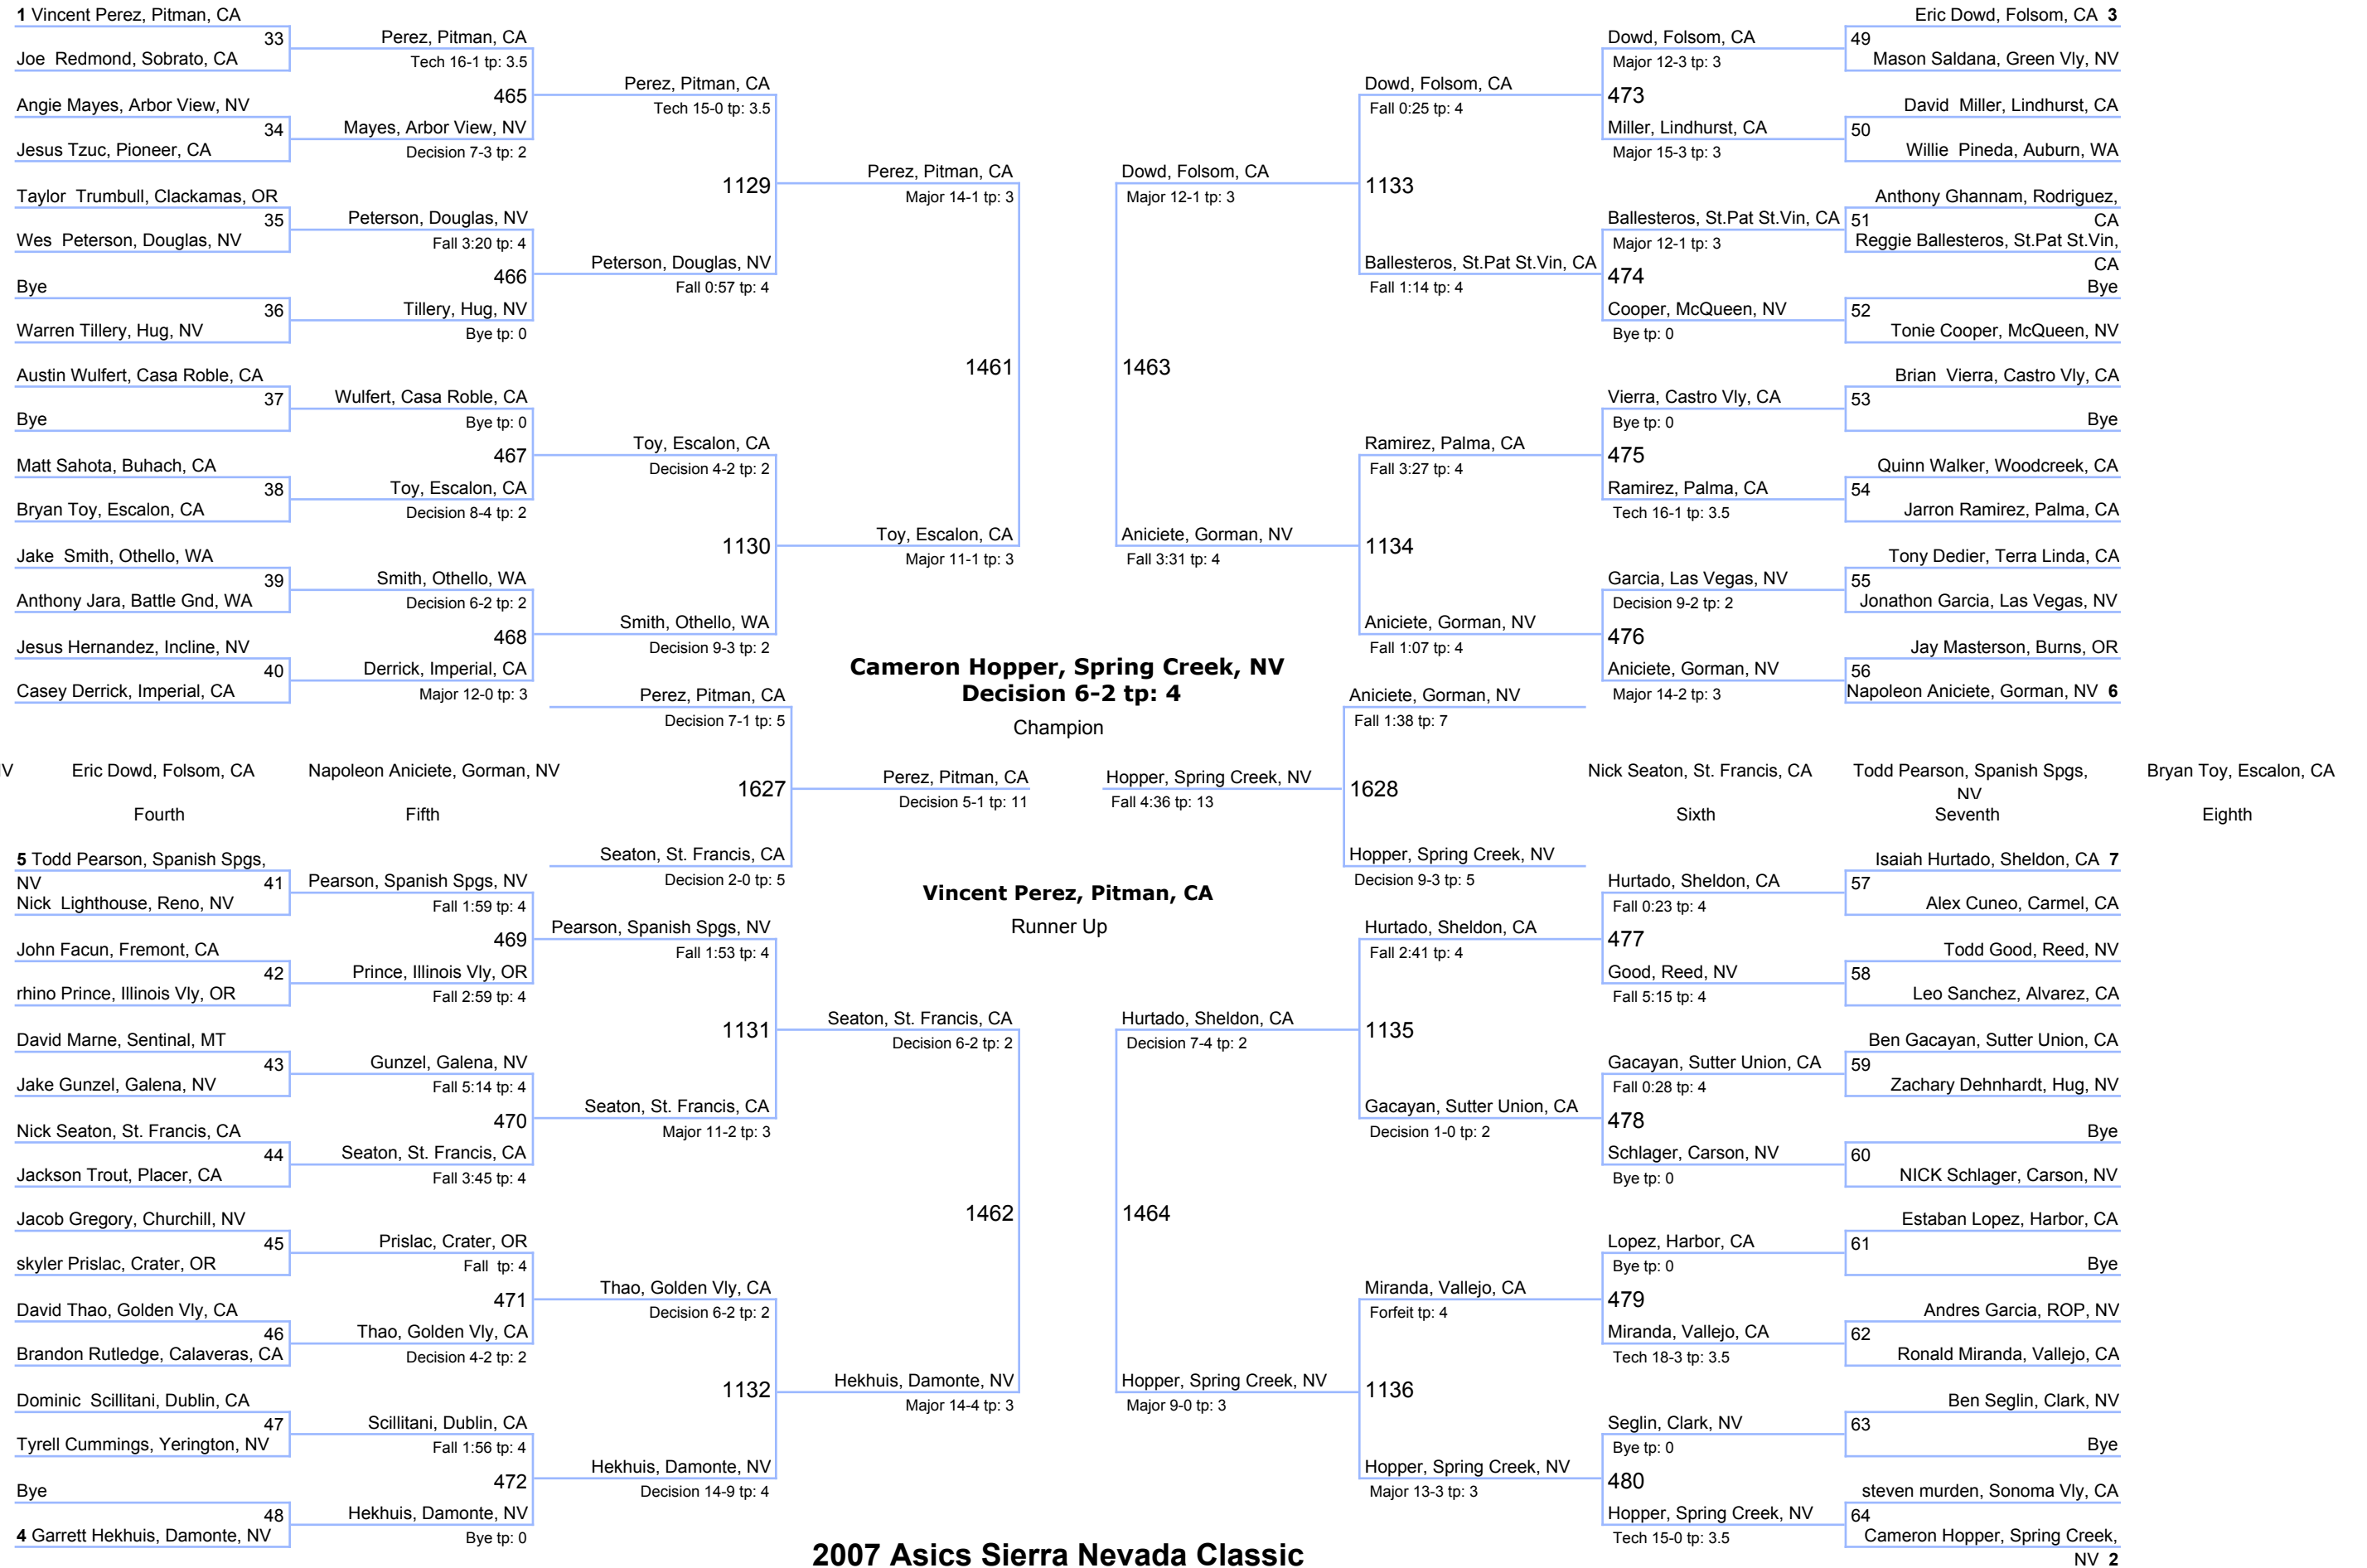 1 Vincent Perez, Pitman, CA
33
Joe  Redmond, Sobrato, CA
Angie Mayes, Arbor View, NV
34
Jesus Tzuc, Pioneer, CA
Taylor  Trumbull, Clackamas, OR
35
Wes  Peterson, Douglas, NV
Bye
36
Warren Tillery, Hug, NV
Austin Wulfert, Casa Roble, CA
37
Bye
Matt Sahota, Buhach, CA
38
Bryan Toy, Escalon, CA
Jake  Smith, Othello, WA
39
Anthony Jara, Battle Gnd, WA
Jesus Hernandez, Incline, NV
40
Casey Derrick, Imperial, CA
Perez, Pitman, CA
Tech 16-1 tp: 3.5
465
Mayes, Arbor View, NV
Decision 7-3 tp: 2
Peterson, Douglas, NV
Fall 3:20 tp: 4
466
Tillery, Hug, NV
Bye tp: 0
Wulfert, Casa Roble, CA
Bye tp: 0
467
Toy, Escalon, CA
Decision 8-4 tp: 2
Smith, Othello, WA
Decision 6-2 tp: 2
468
Derrick, Imperial, CA
Major 12-0 tp: 3
Perez, Pitman, CA
Tech 15-0 tp: 3.5
1129
Peterson, Douglas, NV
Fall 0:57 tp: 4
Toy, Escalon, CA
Decision 4-2 tp: 2
1130
Smith, Othello, WA
Decision 9-3 tp: 2
Perez, Pitman, CA
Major 14-1 tp: 3
1461
Toy, Escalon, CA
Major 11-1 tp: 3
Dowd, Folsom, CA
Major 12-1 tp: 3
1463
Aniciete, Gorman, NV
Fall 3:31 tp: 4
Dowd, Folsom, CA
Fall 0:25 tp: 4
1133
Ballesteros, St.Pat St.Vin, CA
Fall 1:14 tp: 4
Ramirez, Palma, CA
Fall 3:27 tp: 4
1134
Aniciete, Gorman, NV
Fall 1:07 tp: 4
Dowd, Folsom, CA
Major 12-3 tp: 3
473
Miller, Lindhurst, CA
Major 15-3 tp: 3
Ballesteros, St.Pat St.Vin, CA
Major 12-1 tp: 3
474
Cooper, McQueen, NV
Bye tp: 0
Vierra, Castro Vly, CA
Bye tp: 0
475
Ramirez, Palma, CA
Tech 16-1 tp: 3.5
Garcia, Las Vegas, NV
Decision 9-2 tp: 2
476
Aniciete, Gorman, NV
Major 14-2 tp: 3
Eric Dowd, Folsom, CA 3
49
Mason Saldana, Green Vly, NV
David  Miller, Lindhurst, CA
50
Willie  Pineda, Auburn, WA
Anthony Ghannam, Rodriguez,
51 CA
Reggie Ballesteros, St.Pat St.Vin,
CA
Bye
52
Tonie Cooper, McQueen, NV
Brian  Vierra, Castro Vly, CA
53
Bye
Quinn Walker, Woodcreek, CA
54
Jarron Ramirez, Palma, CA
Tony Dedier, Terra Linda, CA
55
Jonathon Garcia, Las Vegas, NV
Jay Masterson, Burns, OR
56
Napoleon Aniciete, Gorman, NV 6
Cameron Hopper, Spring Creek, NV
Decision 6-2 tp: 4
Champion
Perez, Pitman, CA
Decision 7-1 tp: 5
1627
Seaton, St. Francis, CA
Decision 2-0 tp: 5
Perez, Pitman, CA
Decision 5-1 tp: 11
Hopper, Spring Creek, NV
Fall 4:36 tp: 13
Aniciete, Gorman, NV
Fall 1:38 tp: 7
1628
Hopper, Spring Creek, NV
Decision 9-3 tp: 5
Vincent Perez, Pitman, CA
Runner Up
Eric Dowd, Folsom, CA
Fourth
Napoleon Aniciete, Gorman, NV
Fifth
Nick Seaton, St. Francis, CA
Sixth
Todd Pearson, Spanish Spgs,
NV
Seventh
Bryan Toy, Escalon, CA
Eighth
5 Todd Pearson, Spanish Spgs,
NV 41
Nick  Lighthouse, Reno, NV
John Facun, Fremont, CA
42
rhino Prince, Illinois Vly, OR
David Marne, Sentinal, MT
43
Jake Gunzel, Galena, NV
Nick Seaton, St. Francis, CA
44
Jackson Trout, Placer, CA
Jacob Gregory, Churchill, NV
45
skyler Prislac, Crater, OR
David Thao, Golden Vly, CA
46
Brandon Rutledge, Calaveras, CA
Dominic  Scillitani, Dublin, CA
47
Tyrell Cummings, Yerington, NV
Bye
48
4 Garrett Hekhuis, Damonte, NV
Pearson, Spanish Spgs, NV
Fall 1:59 tp: 4
469
Prince, Illinois Vly, OR
Fall 2:59 tp: 4
Gunzel, Galena, NV
Fall 5:14 tp: 4
470
Seaton, St. Francis, CA
Fall 3:45 tp: 4
Prislac, Crater, OR
Fall  tp: 4
471
Thao, Golden Vly, CA
Decision 4-2 tp: 2
Scillitani, Dublin, CA
Fall 1:56 tp: 4
472
Hekhuis, Damonte, NV
Bye tp: 0
Pearson, Spanish Spgs, NV
Fall 1:53 tp: 4
1131
Seaton, St. Francis, CA
Major 11-2 tp: 3
Thao, Golden Vly, CA
Decision 6-2 tp: 2
1132
Hekhuis, Damonte, NV
Decision 14-9 tp: 4
Seaton, St. Francis, CA
Decision 6-2 tp: 2
1462
Hekhuis, Damonte, NV
Major 14-4 tp: 3
Hurtado, Sheldon, CA
Decision 7-4 tp: 2
1464
Hopper, Spring Creek, NV
Major 9-0 tp: 3
Hurtado, Sheldon, CA
Fall 2:41 tp: 4
1135
Gacayan, Sutter Union, CA
Decision 1-0 tp: 2
Miranda, Vallejo, CA
Forfeit tp: 4
1136
Hopper, Spring Creek, NV
Major 13-3 tp: 3
Hurtado, Sheldon, CA
Fall 0:23 tp: 4
477
Good, Reed, NV
Fall 5:15 tp: 4
Gacayan, Sutter Union, CA
Fall 0:28 tp: 4
478
Schlager, Carson, NV
Bye tp: 0
Lopez, Harbor, CA
Bye tp: 0
479
Miranda, Vallejo, CA
Tech 18-3 tp: 3.5
Seglin, Clark, NV
Bye tp: 0
480
Hopper, Spring Creek, NV
Tech 15-0 tp: 3.5
Isaiah Hurtado, Sheldon, CA 7
57
Alex Cuneo, Carmel, CA
Todd Good, Reed, NV
58
Leo Sanchez, Alvarez, CA
Ben Gacayan, Sutter Union, CA
59
Zachary Dehnhardt, Hug, NV
Bye
60
NICK Schlager, Carson, NV
Estaban Lopez, Harbor, CA
61
Bye
Andres Garcia, ROP, NV
62
Ronald Miranda, Vallejo, CA
Ben Seglin, Clark, NV
63
Bye
steven murden, Sonoma Vly, CA
64
Cameron Hopper, Spring Creek,
NV 2
2007 Asics Sierra Nevada Classic